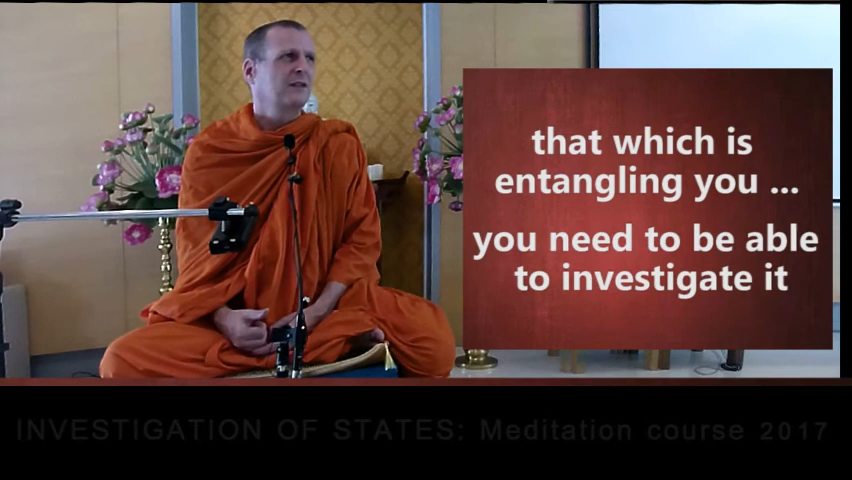 that which is
entangling you ...
you need to be able
to investigate it
INVESTIGATION OF STATES: Meditation course 2017